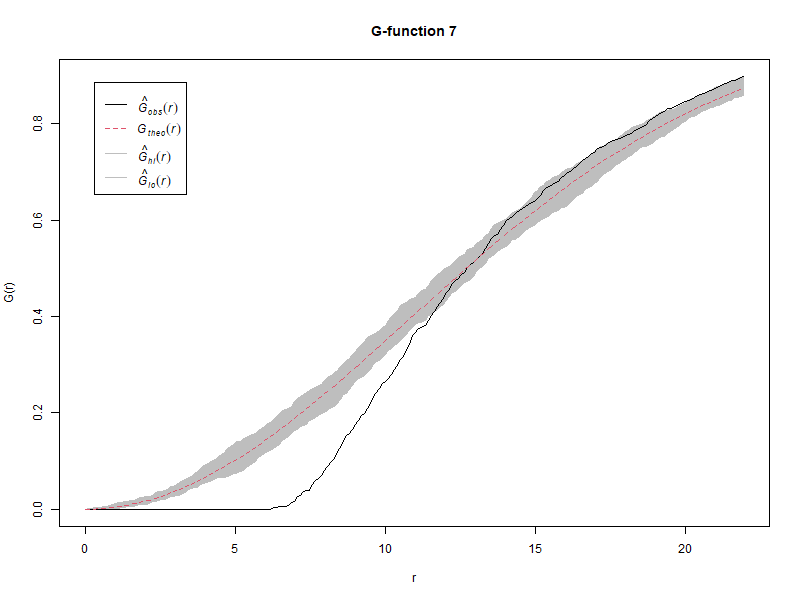 G-function 7
Ĝobs(r)
Gtheo(r)
Ĝhi(r)
Ĝlo(r)
G(r)
0.8
0.6
0.4
0.2
0.0
0 5 10 15 20
r